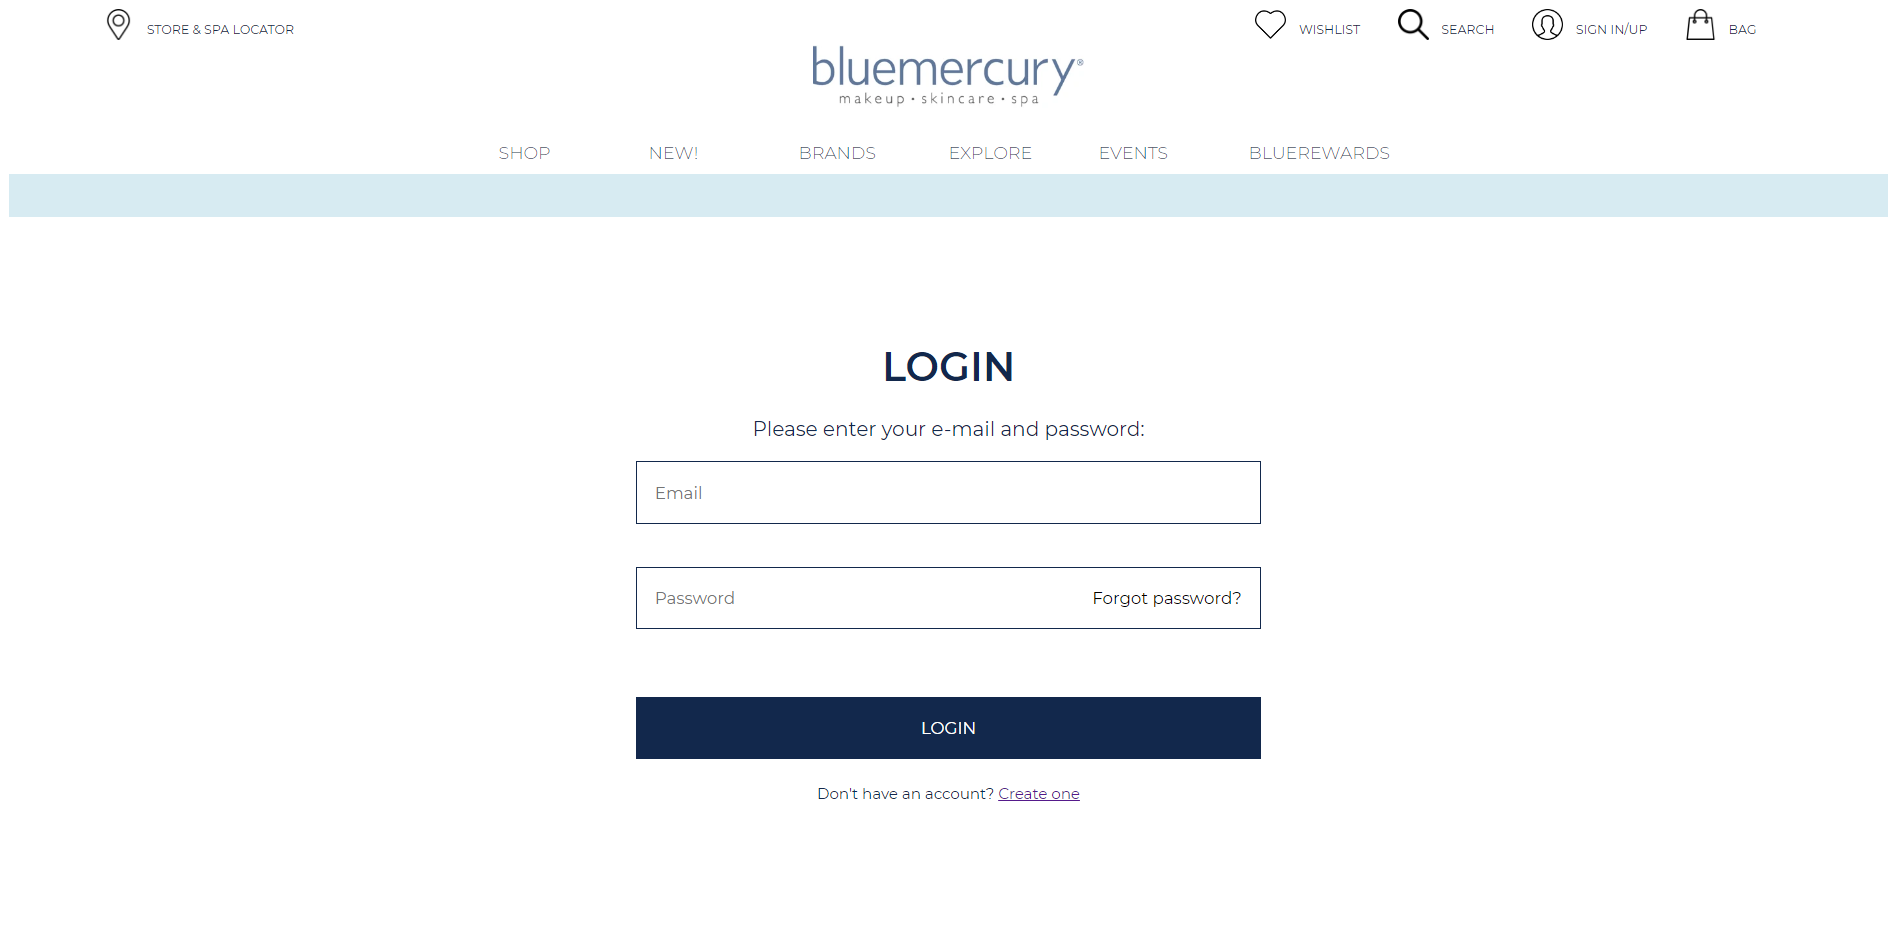 STORE & SPA LOCATOR
WISHLIST
SEARCH
SIGN IN/UP
BAG
bluemercury®
makeup · skincare · spa
SHOP
NEW!
BRANDS
EXPLORE
EVENTS
BLUEREWARDS
LOGIN
Please enter your e-mail and password:
Email
Password
Forgot password?
LOGIN
Don't have an account? Create one